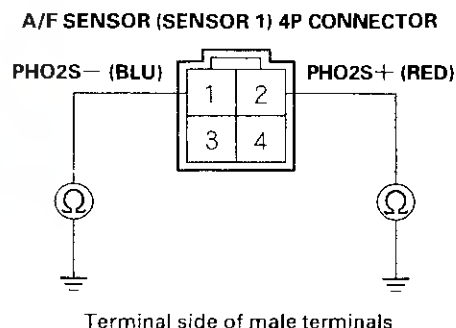 A/F SENSOR (SENSOR 1) 4P CONNECTOR
PHO2S− (BLU) PHO2S+ (RED)
1 2
3 4
Ω Ω
Terminal side of male terminals